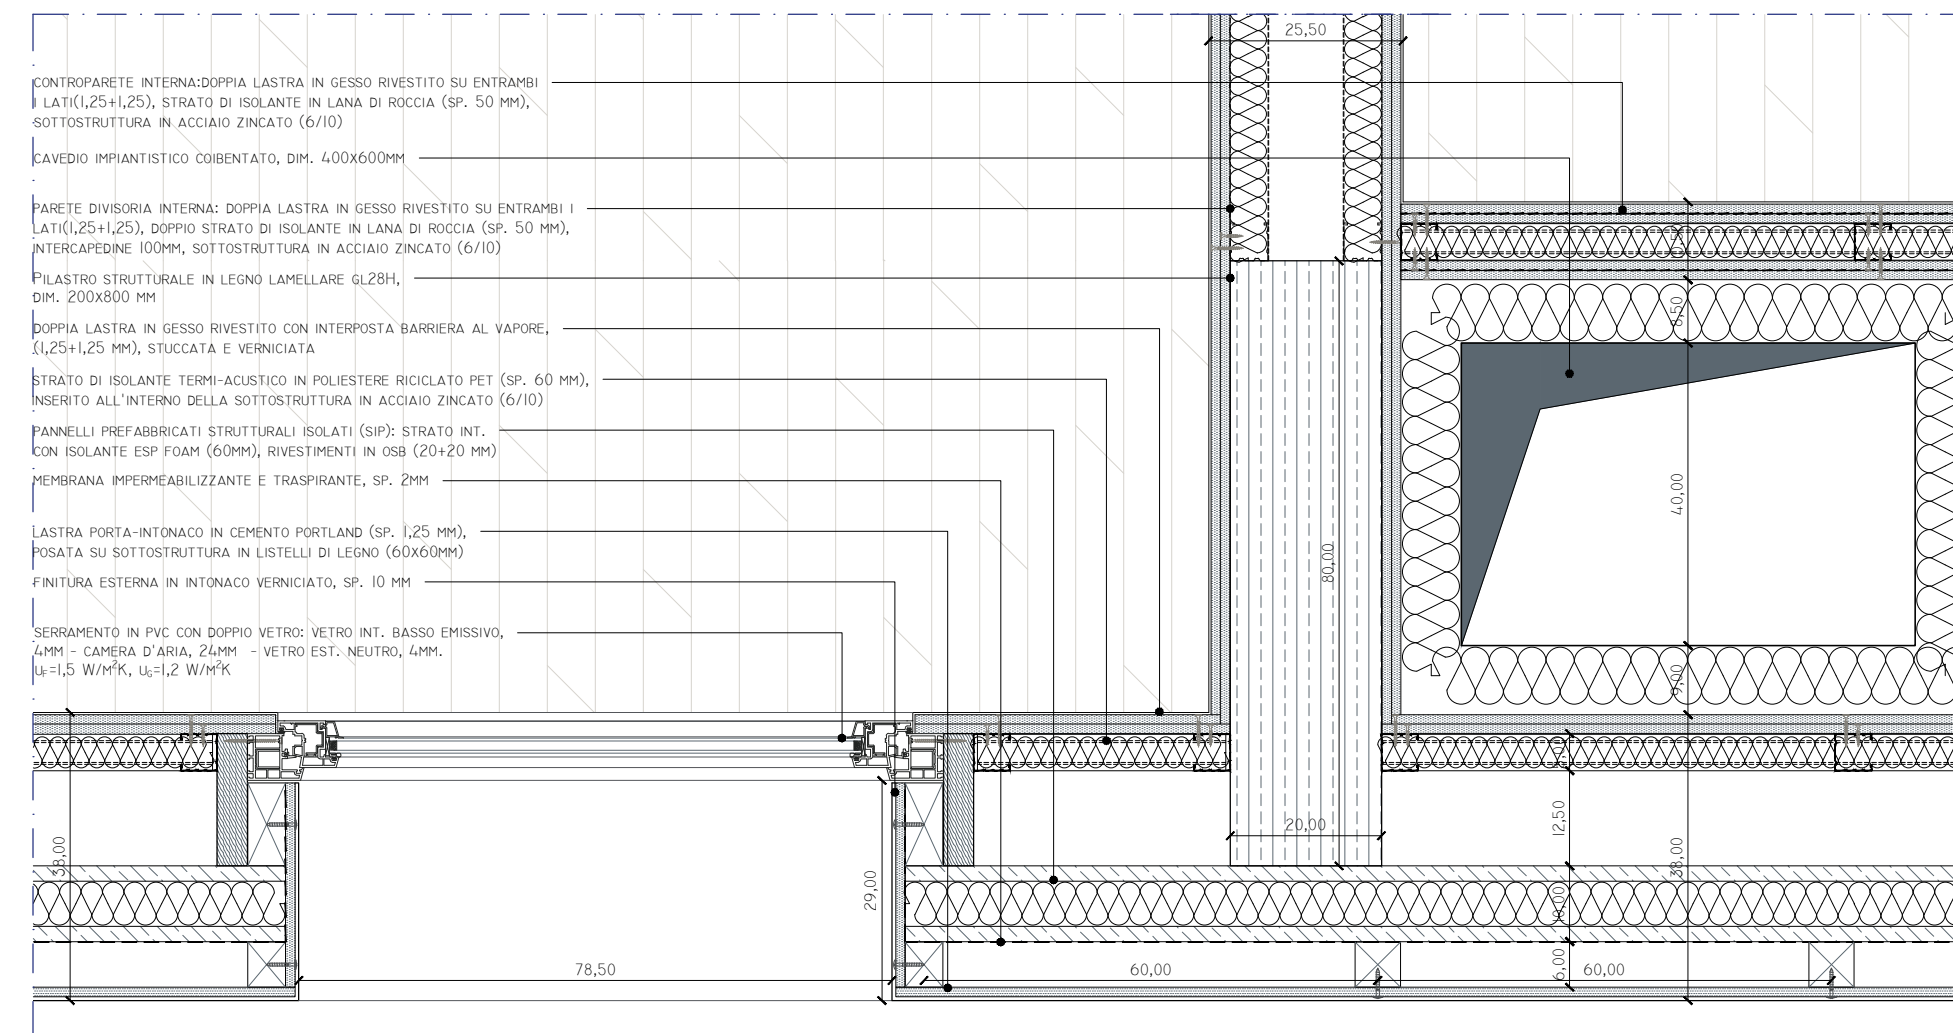 25,50
CONTROPARETE INTERNA:DOPPIA LASTRA IN GESSO RIVESTITO SU ENTRAMBI
I LATI(1,25+1,25), STRATO DI ISOLANTE IN LANA DI ROCCIA (SP. 50 MM),
SOTTOSTRUTTURA IN ACCIAIO ZINCATO (6/10)
CAVEDIO IMPIANTISTICO COIBENTATO, DIM. 400X600MM
PARETE DIVISORIA INTERNA: DOPPIA LASTRA IN GESSO RIVESTITO SU ENTRAMBI I
LATI(1,25+1,25), DOPPIO STRATO DI ISOLANTE IN LANA DI ROCCIA (SP. 50 MM),
INTERCAPEDINE 100MM, SOTTOSTRUTTURA IN ACCIAIO ZINCATO (6/10)
PILASTRO STRUTTURALE IN LEGNO LAMELLARE GL28H,
DIM. 200X800 MM
DOPPIA LASTRA IN GESSO RIVESTITO CON INTERPOSTA BARRIERA AL VAPORE,
(1,25+1,25 MM), STUCCATA E VERNICIATA
STRATO DI ISOLANTE TERMI-ACUSTICO IN POLIESTERE RICICLATO PET (SP. 60 MM),
INSERITO ALL'INTERNO DELLA SOTTOSTRUTTURA IN ACCIAIO ZINCATO (6/10)
PANNELLI PREFABBRICATI STRUTTURALI ISOLATI (SIP): STRATO INT.
CON ISOLANTE ESP FOAM (60MM), RIVESTIMENTI IN OSB (20+20 MM)
MEMBRANA IMPERMEABILIZZANTE E TRASPIRANTE, SP. 2MM
LASTRA PORTA-INTONACO IN CEMENTO PORTLAND (SP. 1,25 MM),
POSATA SU SOTTOSTRUTTURA IN LISTELLI DI LEGNO (60X60MM)
FINITURA ESTERNA IN INTONACO VERNICIATO, SP. 10 MM
SERRAMENTO IN PVC CON DOPPIO VETRO: VETRO INT. BASSO EMISSIVO,
4MM - CAMERA D'ARIA, 24MM - VETRO EST. NEUTRO, 4MM.
UF=1,5 W/M²K, UG=1,2 W/M²K
8,50
40,00
80,00
9,00
20,00
12,50
38,00
38,00
29,00
10,00
6,00
78,50
60,00
60,00